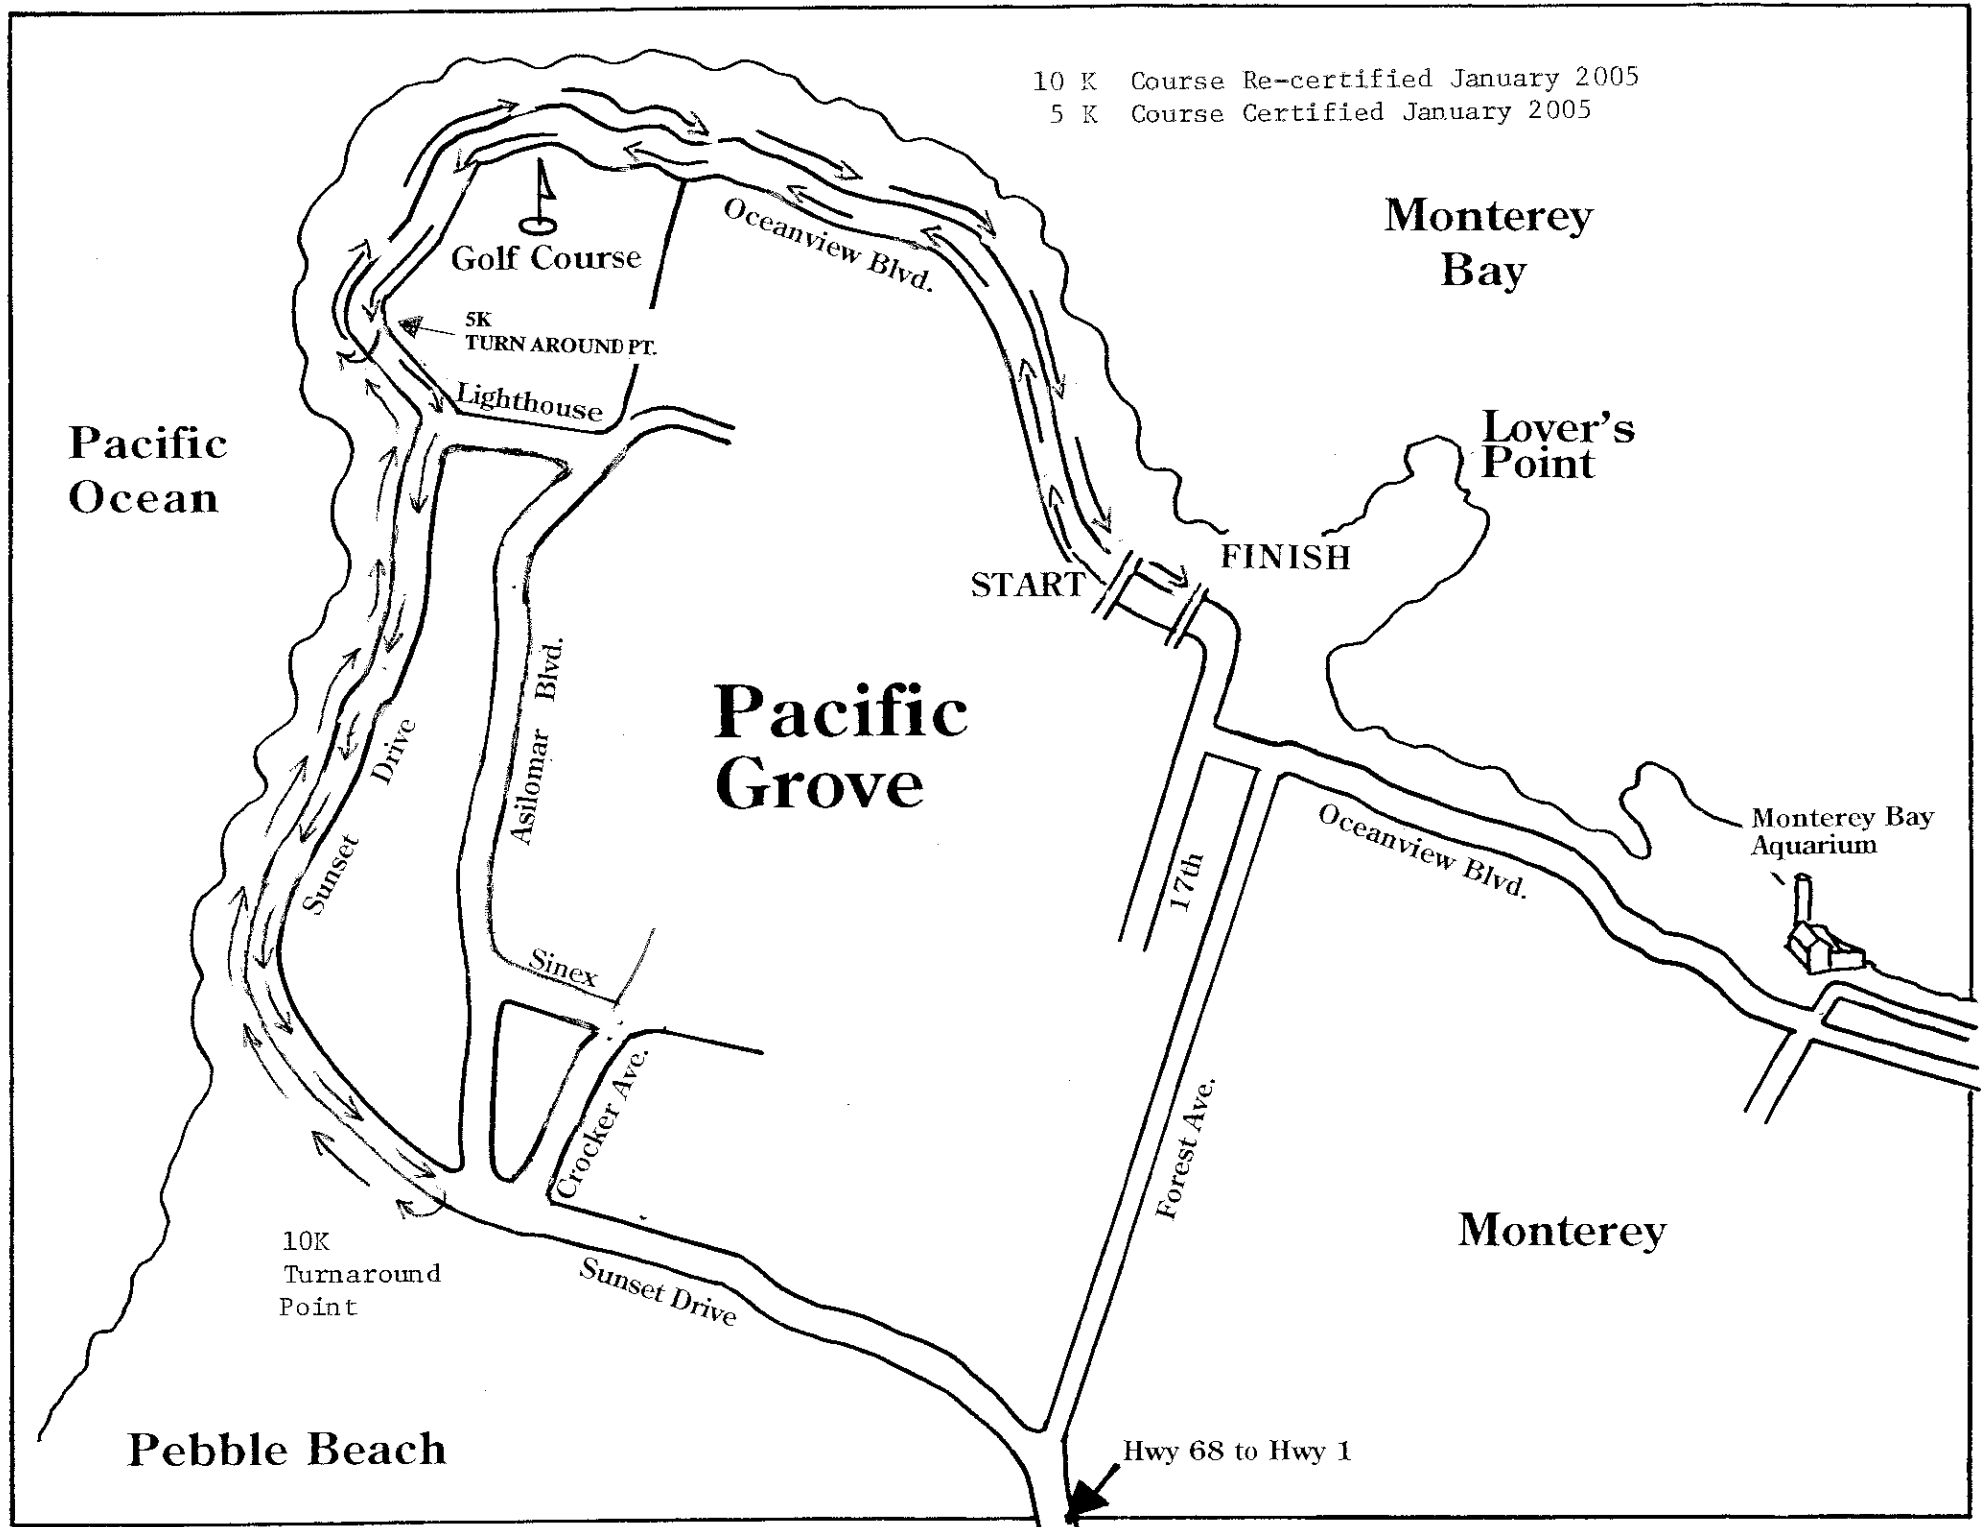 10 K Course Re-certified January 2005
5 K Course Certified January 2005
Monterey
Bay
Oceanview Blvd.
Golf Course
5K
TURN AROUND PT.
Lighthouse
Pacific
Ocean
Lover's
Point
FINISH
START
Pacific
Grove
Asilomar Blvd.
Sunset Drive
Monterey Bay
Aquarium
Oceanview Blvd.
17th
Sinex
Crocker Ave.
Forest Ave.
Monterey
10K
Turnaround
Point
Sunset Drive
Pebble Beach
Hwy 68 to Hwy 1